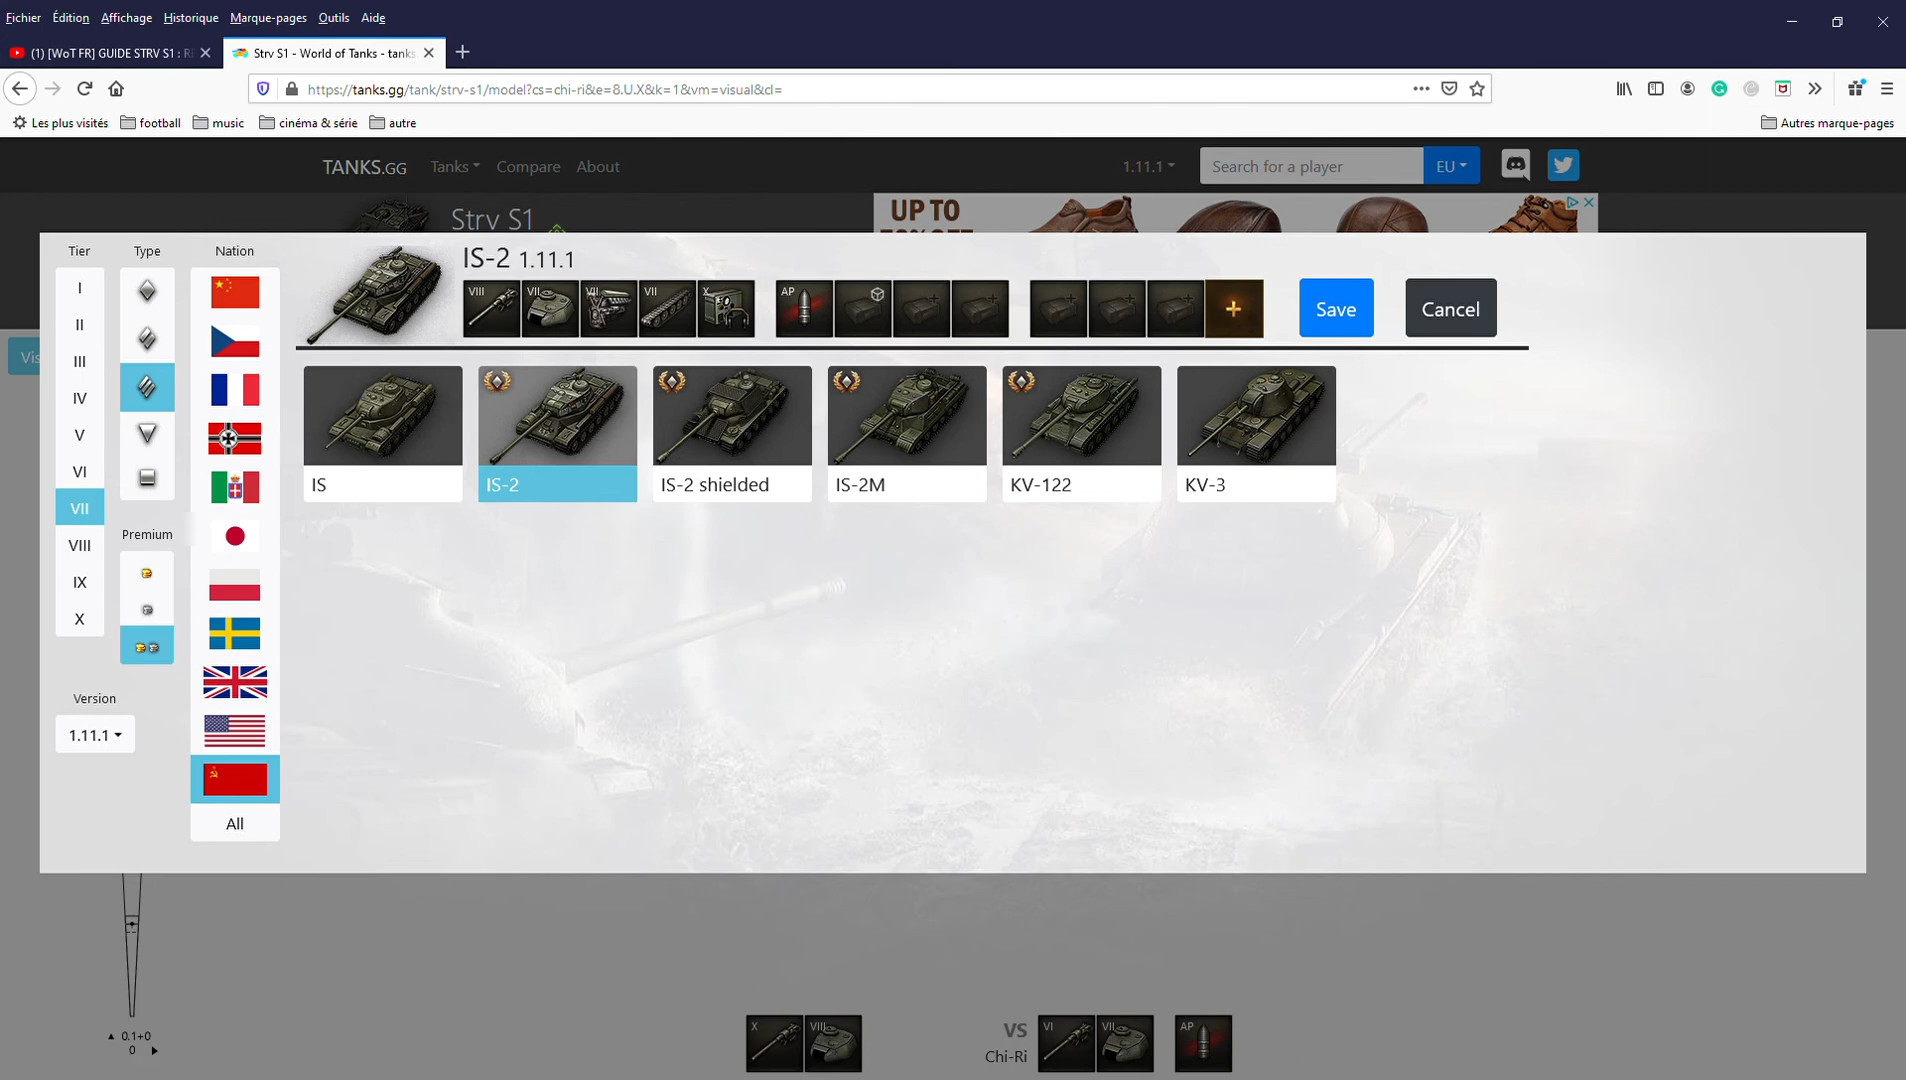 Fichier Édition Affichage Historique Marque-pages Outils Aide
(1) [WoT FR] GUIDE STRV S1 : R
Strv S1 - World of Tanks - tanks
https://tanks.gg/tank/strv-s1/model?cs=chi-ri&e=8.U.X&k=1&vm=visual&cl=
Les plus visités football music cinéma & série autre Autres marque-pages
TANKS.GG Tanks Compare About 1.11.1 Search for a player EU
Strv S1
UP TO
Tier Type Nation
IS-2 1.11.1
VIII VII VII VII X AP
Save Cancel
I
II
III
IV
V
VI
VII
VIII
IX
X
Premium
Version
1.11.1
All
IS IS-2 IS-2 shielded IS-2M KV-122 KV-3
Vis
0.1+0
0
X VIII VS VI VII AP
Chi-Ri